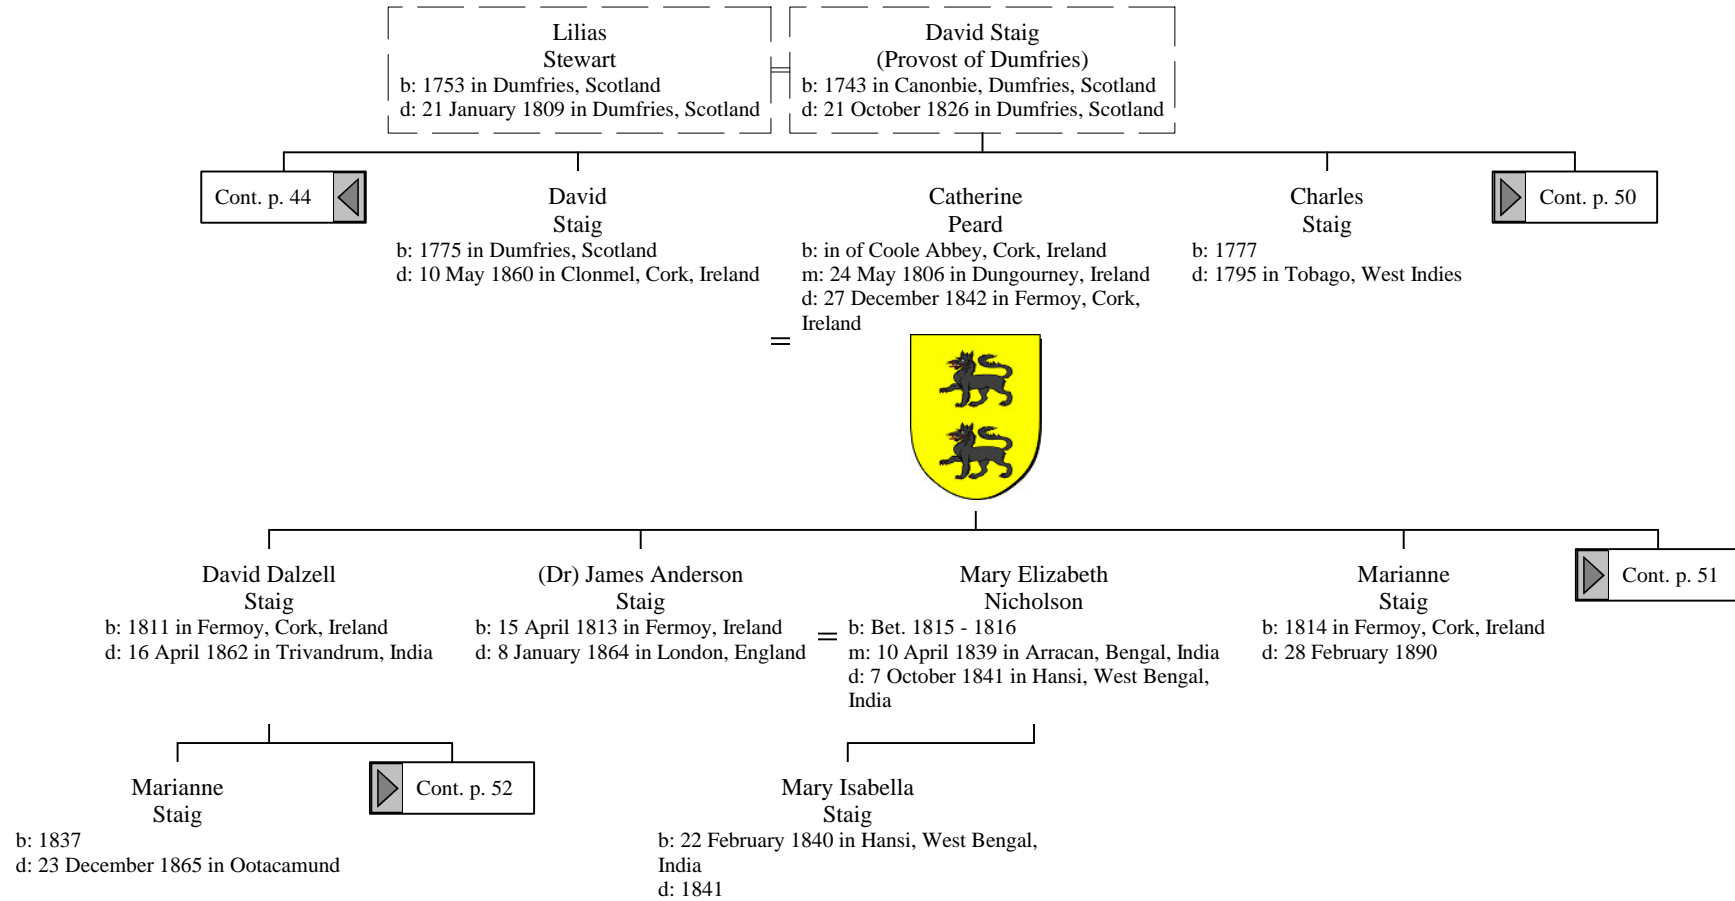 Lilias
Stewart
b: 1753 in Dumfries, Scotland
d: 21 January 1809 in Dumfries, Scotland
=
David Staig
(Provost of Dumfries)
b: 1743 in Canonbie, Dumfries, Scotland
d: 21 October 1826 in Dumfries, Scotland
Cont. p. 44
David
Staig
b: 1775 in Dumfries, Scotland
d: 10 May 1860 in Clonmel, Cork, Ireland
=
Catherine
Peard
b: in of Coole Abbey, Cork, Ireland
m: 24 May 1806 in Dungourney, Ireland
d: 27 December 1842 in Fermoy, Cork,
Ireland
Charles
Staig
b: 1777
d: 1795 in Tobago, West Indies
Cont. p. 50
David Dalzell
Staig
b: 1811 in Fermoy, Cork, Ireland
d: 16 April 1862 in Trivandrum, India
(Dr) James Anderson
Staig
b: 15 April 1813 in Fermoy, Ireland
d: 8 January 1864 in London, England
=
Mary Elizabeth
Nicholson
b: Bet. 1815 - 1816
m: 10 April 1839 in Arracan, Bengal, India
d: 7 October 1841 in Hansi, West Bengal,
India
Marianne
Staig
b: 1814 in Fermoy, Cork, Ireland
d: 28 February 1890
Cont. p. 51
Marianne
Staig
b: 1837
d: 23 December 1865 in Ootacamund
Cont. p. 52
Mary Isabella
Staig
b: 22 February 1840 in Hansi, West Bengal,
India
d: 1841